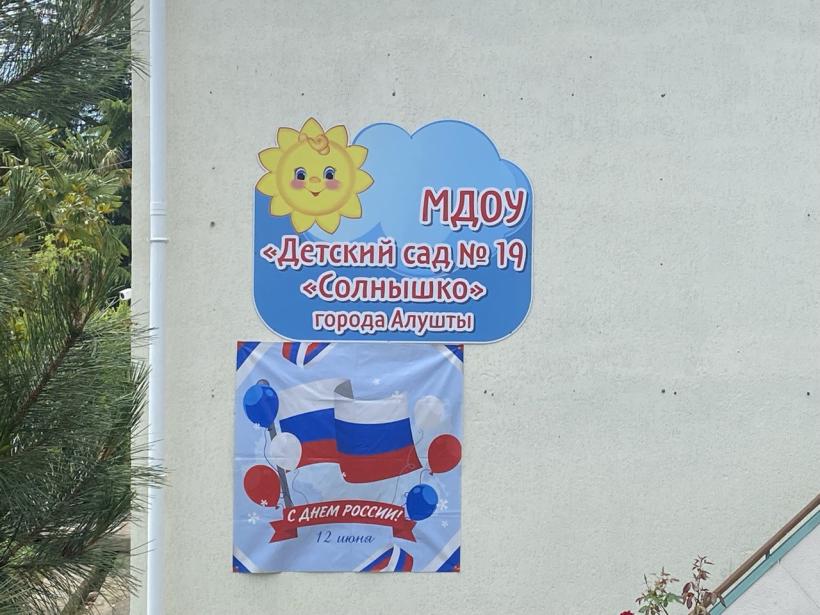 МДОУ
«Детский сад № 19
«Солнышко»
города Алушты
С ДНЕМ РОССИИ!
12 июня